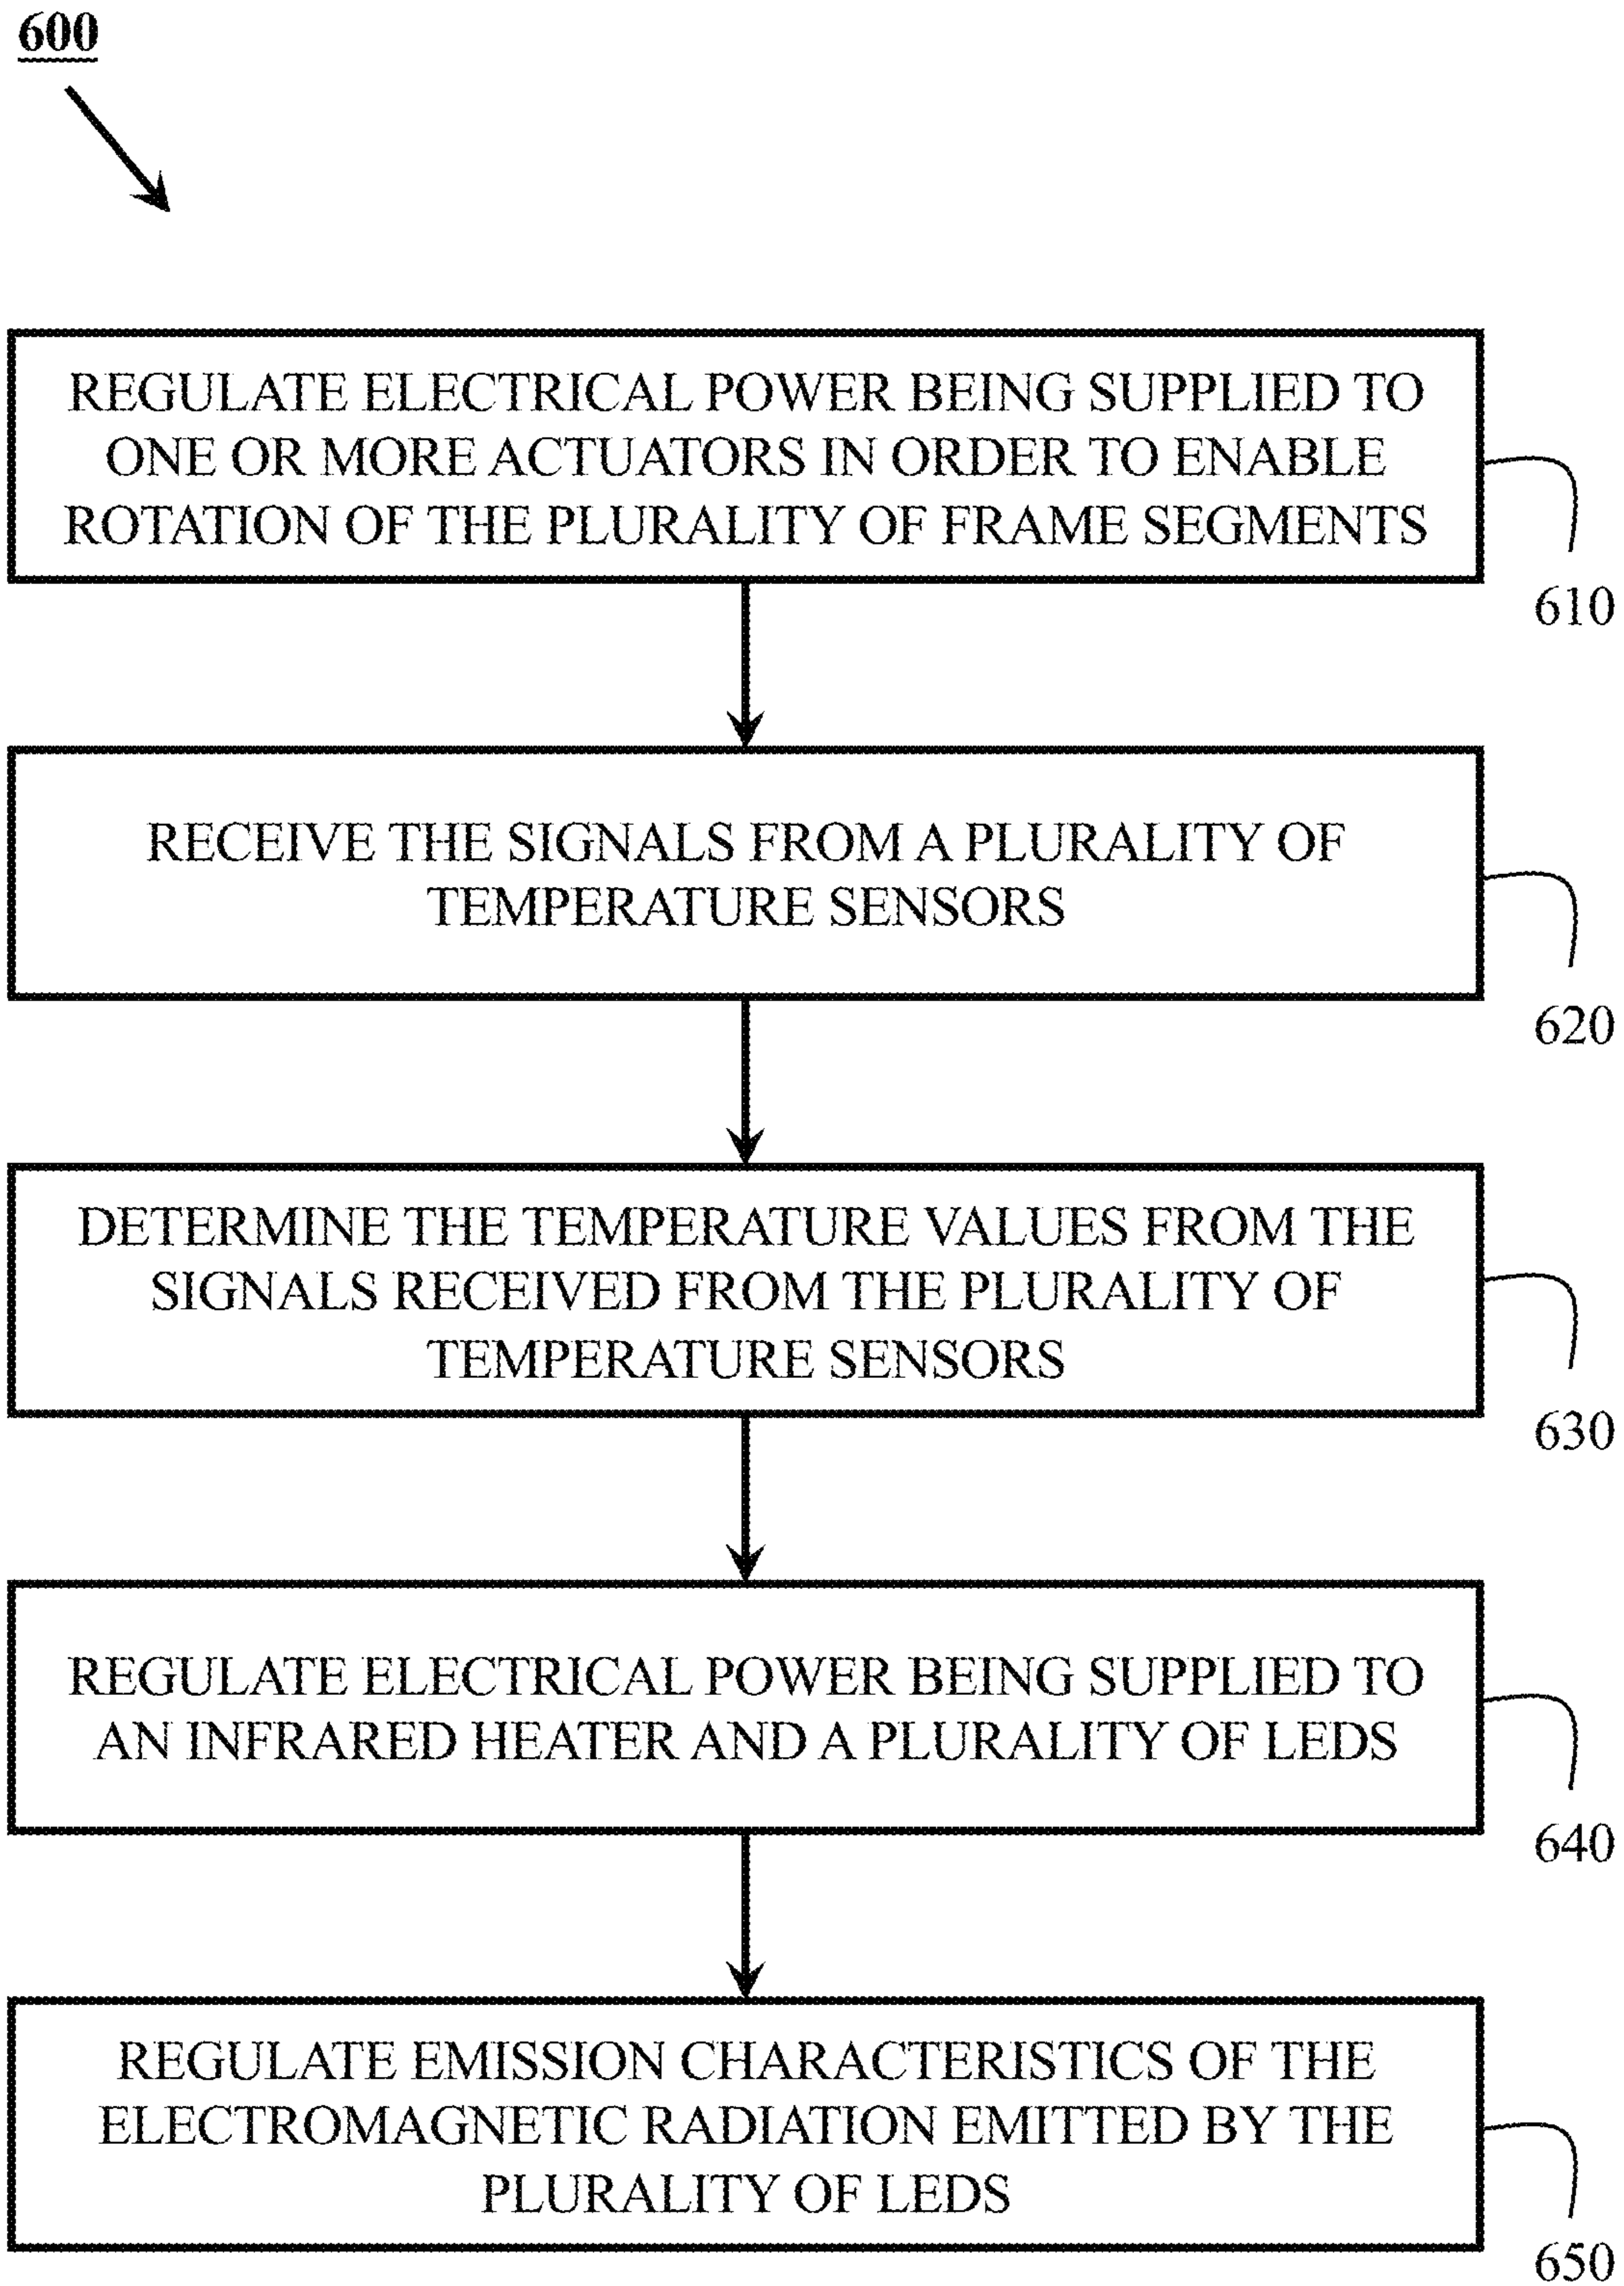 600
REGULATE ELECTRICAL POWER BEING SUPPLIED TO
ONE OR MORE ACTUATORS IN ORDER TO ENABLE
ROTATION OF THE PLURALITY OF FRAME SEGMENTS
610
RECEIVE THE SIGNALS FROM A PLURALITY OF
TEMPERATURE SENSORS
620
DETERMINE THE TEMPERATURE VALUES FROM THE
SIGNALS RECEIVED FROM THE PLURALITY OF
TEMPERATURE SENSORS
630
REGULATE ELECTRICAL POWER BEING SUPPLIED TO
AN INFRARED HEATER AND A PLURALITY OF LEDS
640
REGULATE EMISSION CHARACTERISTICS OF THE
ELECTROMAGNETIC RADIATION EMITTED BY THE
PLURALITY OF LEDS
650